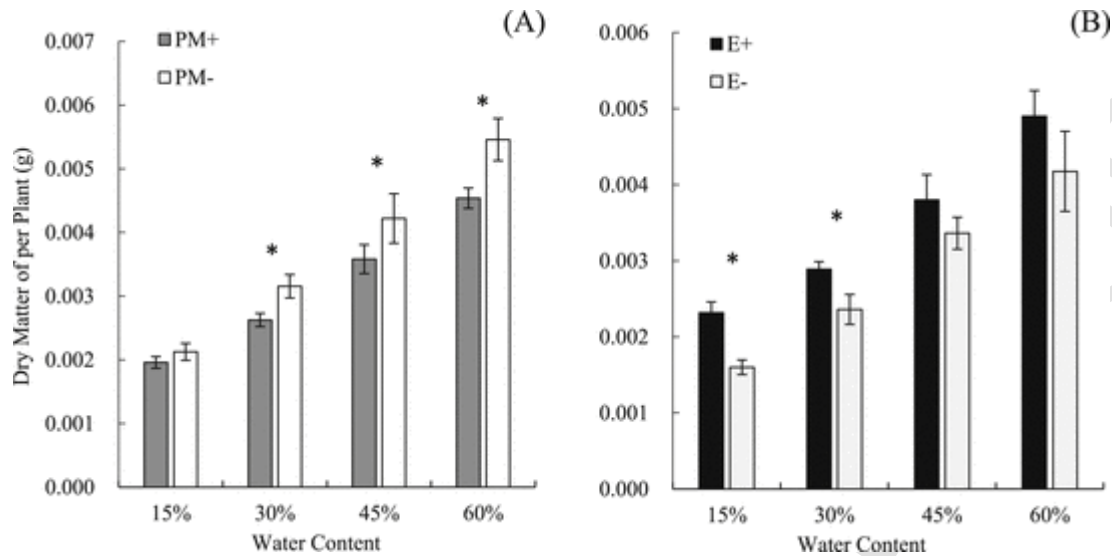 (A)
PM+
PM-
Dry Matter of per Plant (g)
0.007
0.006
0.005
0.004
0.003
0.002
0.001
0.000
*
*
*
15% 30% 45% 60%
Water Content
(B)
E+
E-
0.006
0.005
0.004
0.003
0.002
0.001
0.000
*
*
15% 30% 45% 60%
Water Content